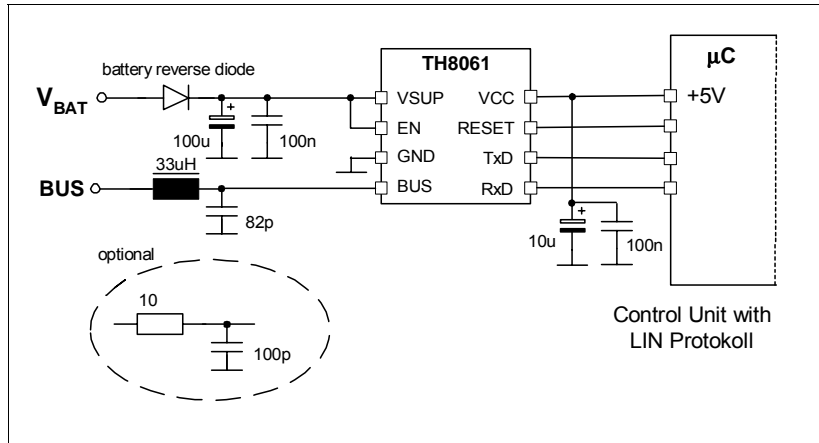 battery reverse diode
V_BAT
+
100u
100n
33uH
BUS
82p
optional
10
100p
TH8061
VSUP
EN
GND
BUS
VCC
RESET
TxD
RxD
+
10u
100n
µC
+5V
Control Unit with
LIN Protokoll